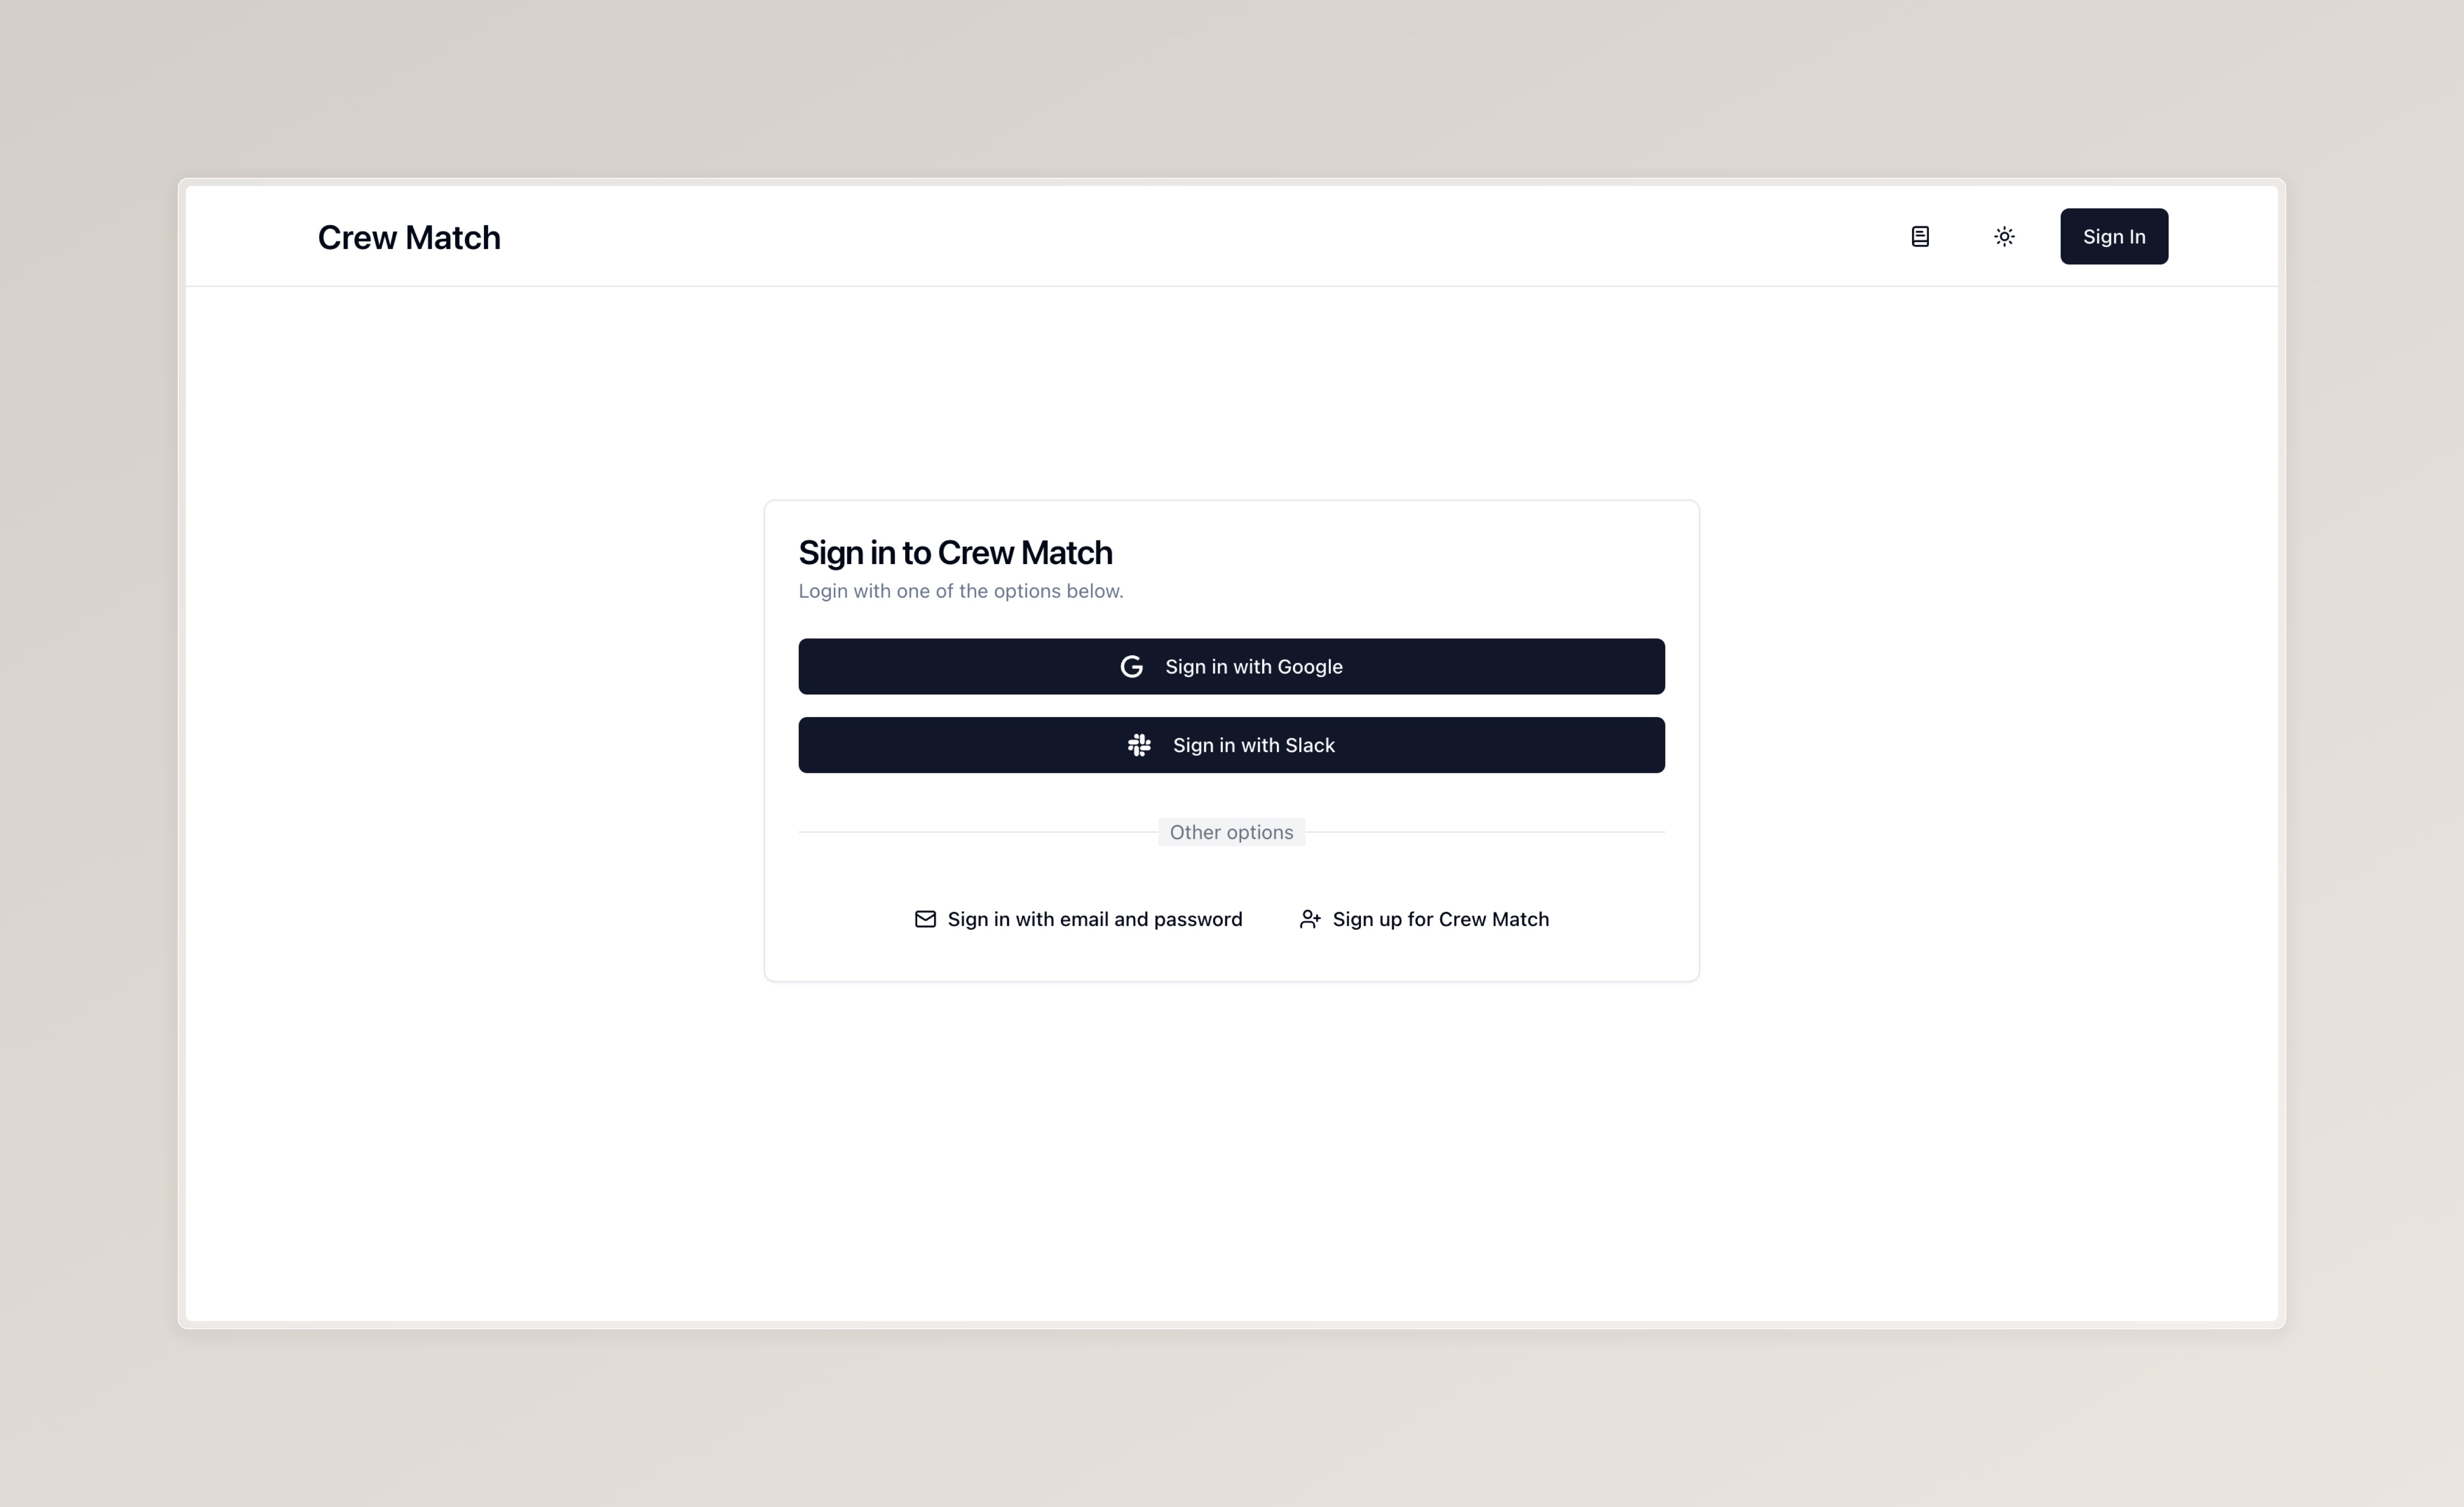 Crew Match
Sign In
Sign in to Crew Match
Login with one of the options below.
Sign in with Google
Sign in with Slack
Other options
Sign in with email and password
Sign up for Crew Match